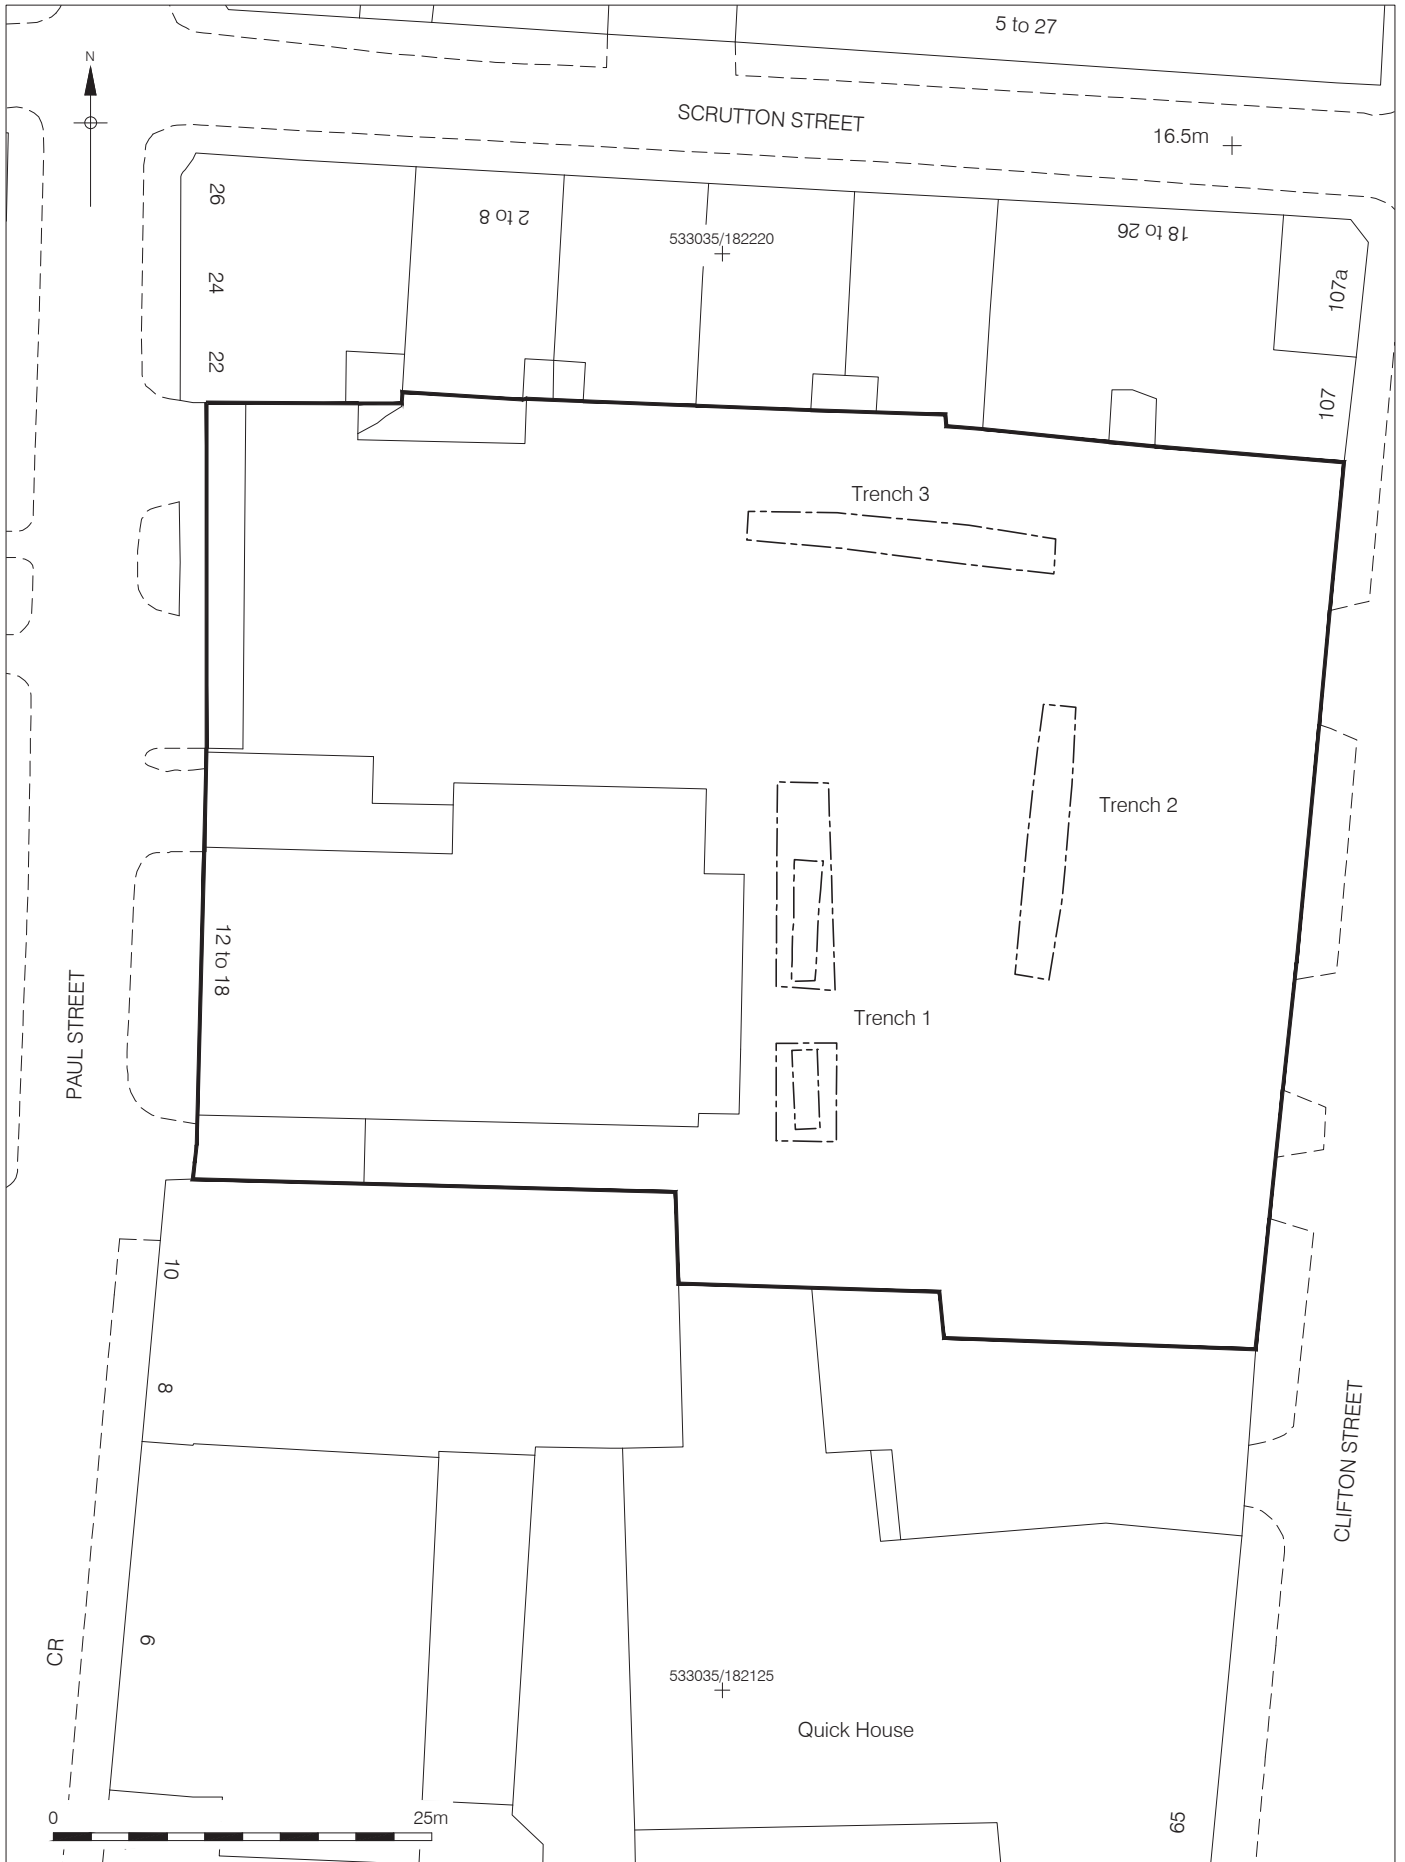 5 to 27
N
SCRUTTON STREET
16.5m
26
2 to 8
533035/182220
18 to 26
24
107a
22
107
Trench 3
Trench 2
12 to 18
Trench 1
PAUL STREET
10
8
CLIFTON STREET
6
CR
533035/182125
Quick House
65
0 25m